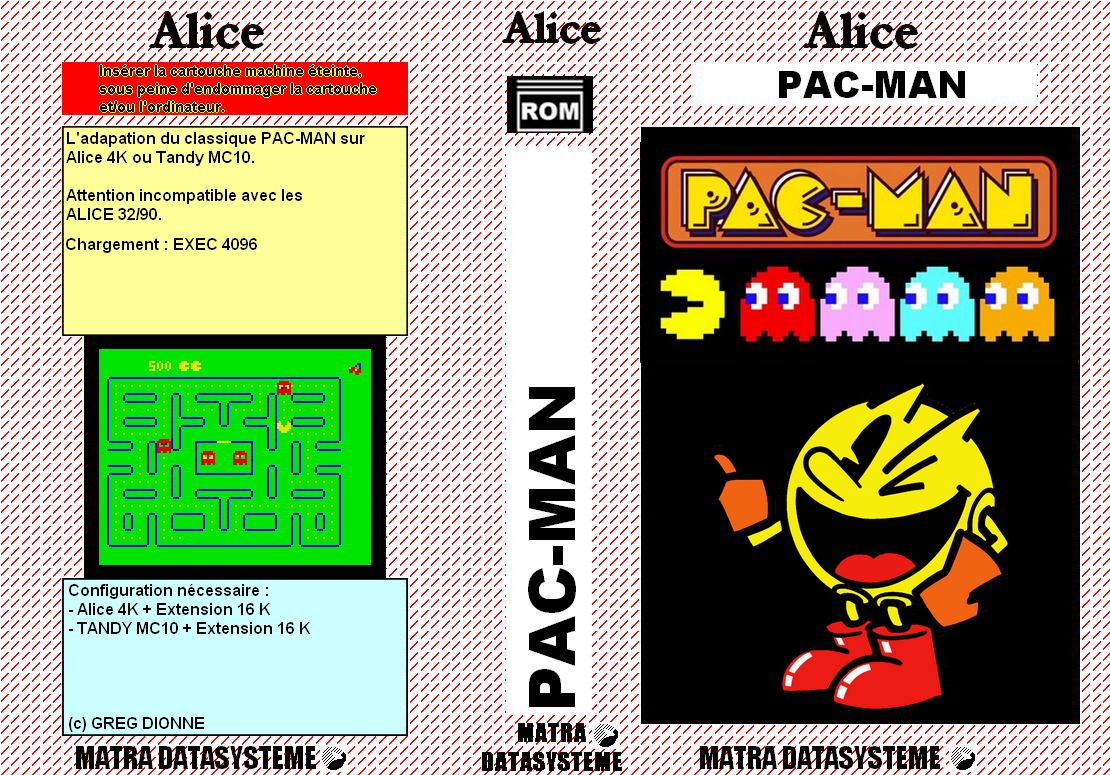 Alice
Insérer la cartouche machine éteinte,
sous peine d'endommager la cartouche
et/ou l'ordinateur.
L'adapation du classique PAC-MAN sur
Alice 4K ou Tandy MC10.
Attention incompatible avec les
ALICE 32/90.
Chargement : EXEC 4096
500
Configuration nécessaire :
- Alice 4K + Extension 16 K
- TANDY MC10 + Extension 16 K
(c) GREG DIONNE
MATRA DATASYSTEME
Alice
ROM
PAC-MAN
MATRA
DATASYSTEME
Alice
PAC-MAN
PAC-MAN
MATRA DATASYSTEME